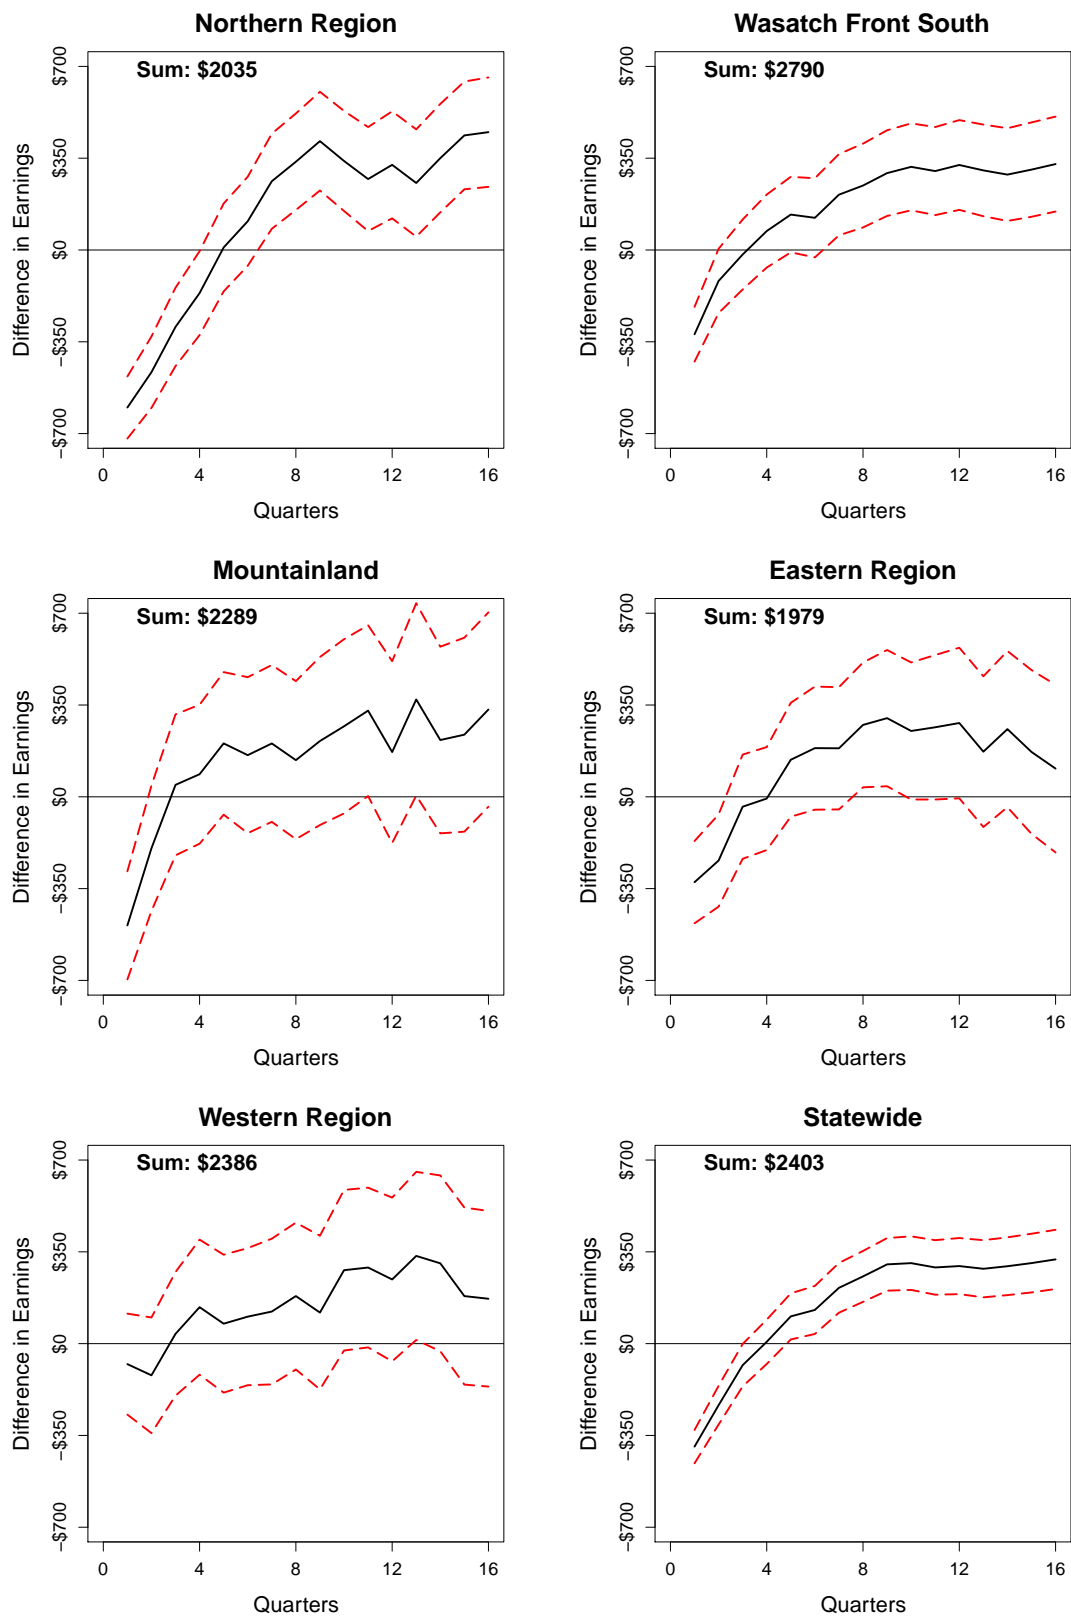 Northern Region
Sum: $2035
Difference in Earnings
$700
$350
$0
−$350
−$700
0 4 8 12 16
Quarters
Wasatch Front South
Sum: $2790
Difference in Earnings
$700
$350
$0
−$350
−$700
0 4 8 12 16
Quarters
Mountainland
Sum: $2289
Difference in Earnings
$700
$350
$0
−$350
−$700
0 4 8 12 16
Quarters
Eastern Region
Sum: $1979
Difference in Earnings
$700
$350
$0
−$350
−$700
0 4 8 12 16
Quarters
Western Region
Sum: $2386
Difference in Earnings
$700
$350
$0
−$350
−$700
0 4 8 12 16
Quarters
Statewide
Sum: $2403
Difference in Earnings
$700
$350
$0
−$350
−$700
0 4 8 12 16
Quarters